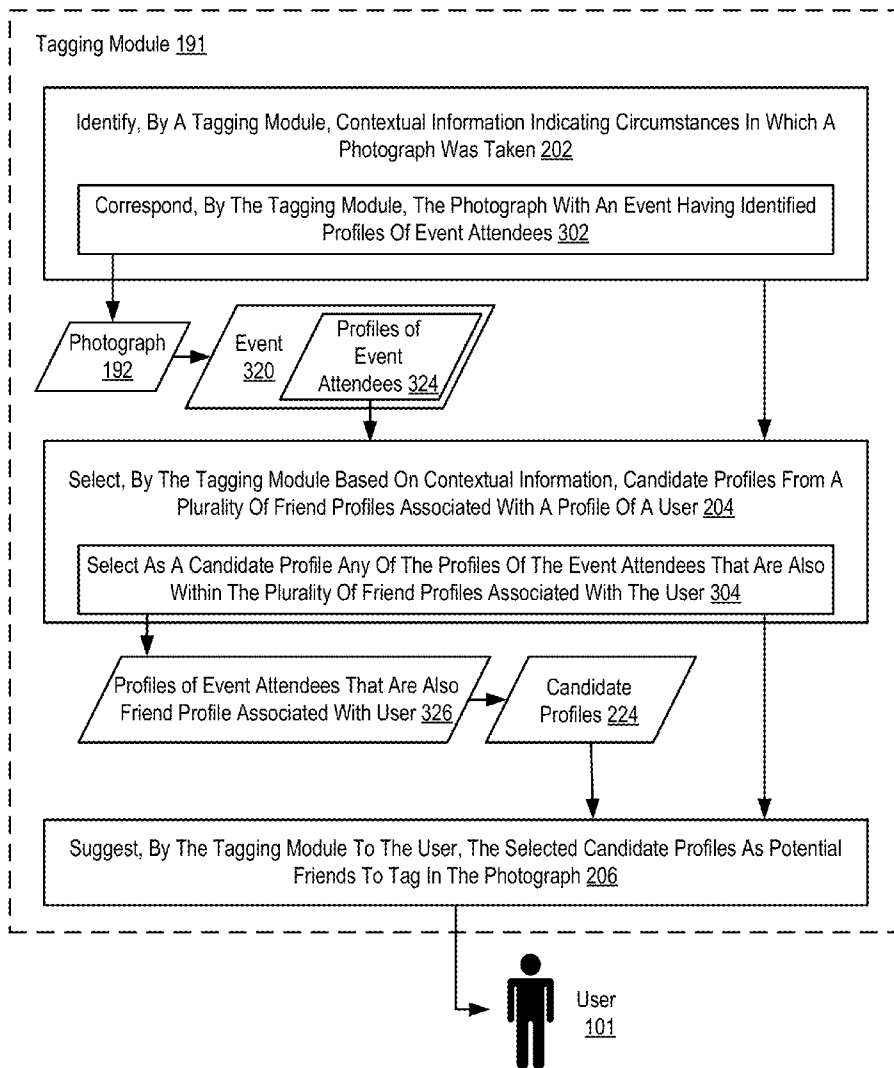 Tagging Module 191
Identify, By A Tagging Module, Contextual Information Indicating Circumstances In Which A
Photograph Was Taken 202
Correspond, By The Tagging Module, The Photograph With An Event Having Identified
Profiles Of Event Attendees 302
Photograph
192
Event
320
Profiles of
Event
Attendees 324
Select, By The Tagging Module Based On Contextual Information, Candidate Profiles From A
Plurality Of Friend Profiles Associated With A Profile Of A User 204
Select As A Candidate Profile Any Of The Profiles Of The Event Attendees That Are Also
Within The Plurality Of Friend Profiles Associated With The User 304
Profiles of Event Attendees That Are Also
Friend Profile Associated With User 326
Candidate
Profiles 224
Suggest, By The Tagging Module To The User, The Selected Candidate Profiles As Potential
Friends To Tag In The Photograph 206
User
101